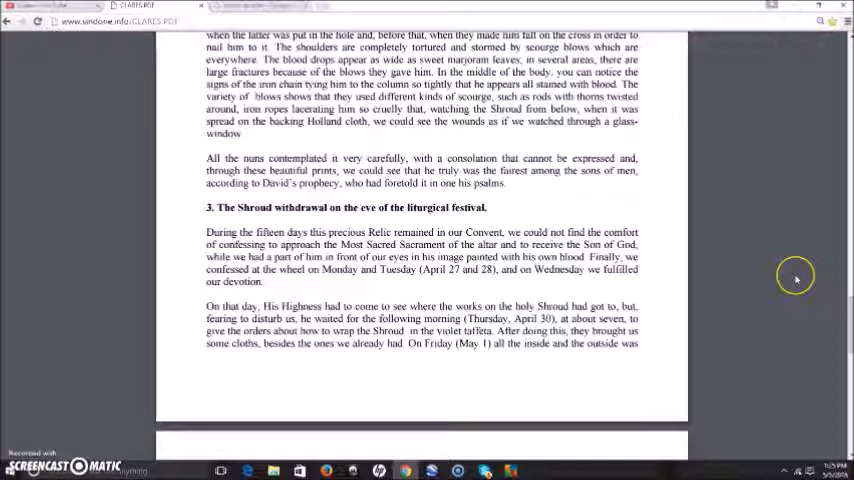 CLARES.PDF
www.sindone.info/CLARES.PDF
when the latter was put in the hole and, before that, when they made him fall on the cross in order to
nail him to it. The shoulders are completely tortured and stormed by scourge blows which are
everywhere. The blood drops appear as wide as sweet marjoram leaves; in several areas, there are
large fractures because of the blows they gave him. In the middle of the body, you can notice the
signs of the iron chain tying him to the column so tightly that he appears all stained with blood. The
variety of blows shows that they used different kinds of scourge, such as rods with thorns twisted
around, iron ropes lacerating him so cruelly that, watching the Shroud from below, when it was
spread on the backing Holland cloth, we could see the wounds as if we watched through a glass-
window
All the nuns contemplated it very carefully, with a consolation that cannot be expressed and,
through these beautiful prints, we could see that he truly was the fairest among the sons of men,
according to David's prophecy, who had foretold it in one his psalms.
3. The Shroud withdrawal on the eve of the liturgical festival.
During the fifteen days this precious Relic remained in our Convent, we could not find the comfort
of confessing to approach the Most Sacred Sacrament of the altar and to receive the Son of God,
while we had a part of him in front of our eyes in his image painted with his own blood. Finally, we
confessed at the wheel on Monday and Tuesday (April 27 and 28), and on Wednesday we fulfilled
our devotion.
On that day, His Highness had to come to see where the works on the holy Shroud had got to, but,
fearing to disturb us, he waited for the following morning (Thursday, April 30), at about seven, to
give the orders about how to wrap the Shroud in the violet taffeta. After doing this, they brought us
some cloths, besides the ones we already had. On Friday (May 1) all the inside and the outside was
Recorded with
SCREENCAST MATIC
anything
1:25 PM